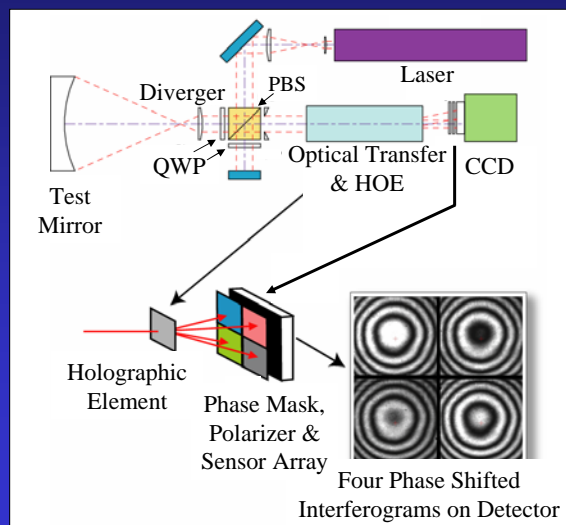 Laser
Diverger
PBS
QWP
Optical Transfer
& HOE
CCD
Test
Mirror
Holographic
Element
Phase Mask,
Polarizer &
Sensor Array
Four Phase Shifted
Interferograms on Detector